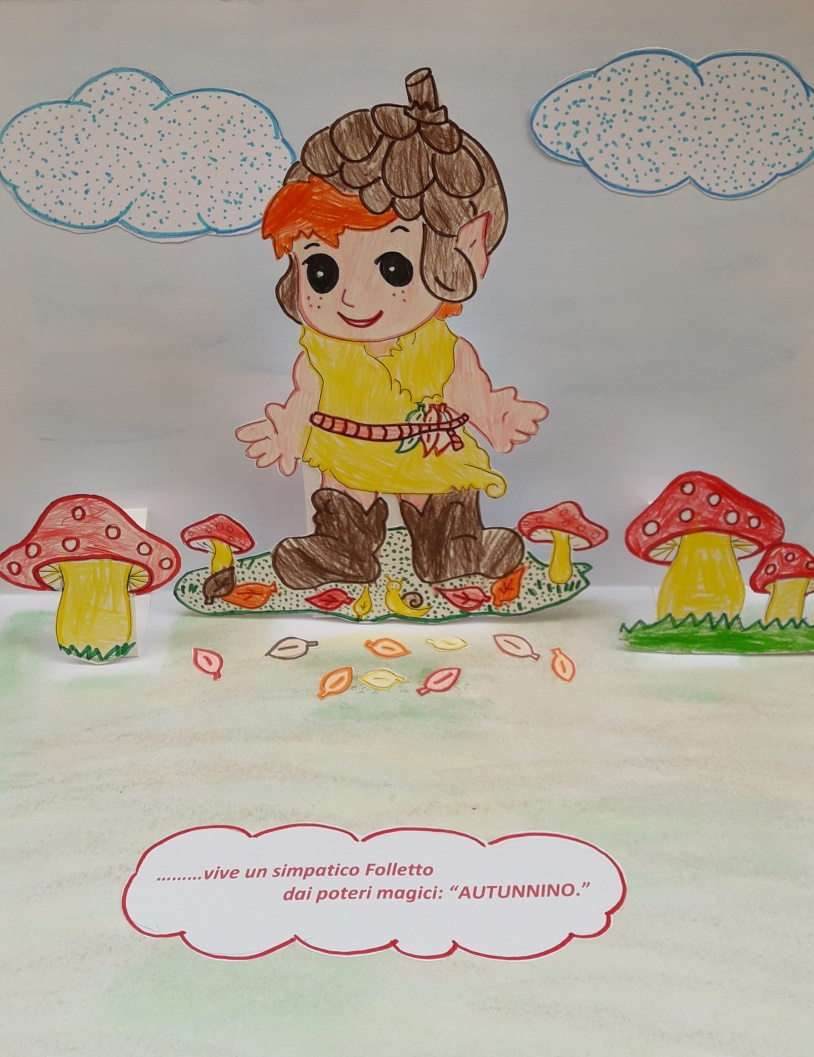 .........vive un simpatico Folletto
dai poteri magici: “AUTUNNINO.”